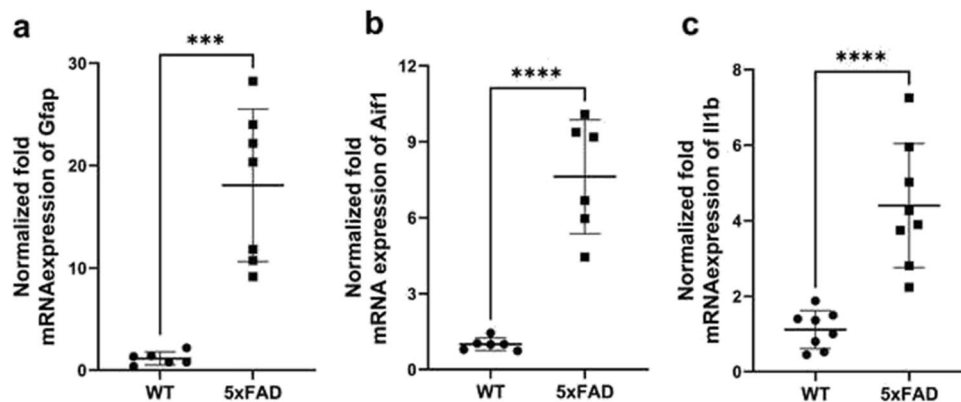 a
***
Normalized fold
mRNAexpression of Gfap
30
20
10
0
WT
5xFAD
b
****
Normalized fold
mRNA expression of Aif1
12
9
6
3
0
WT
5xFAD
c
****
Normalized fold
mRNAexpression of Il1b
8
6
4
2
0
WT
5xFAD